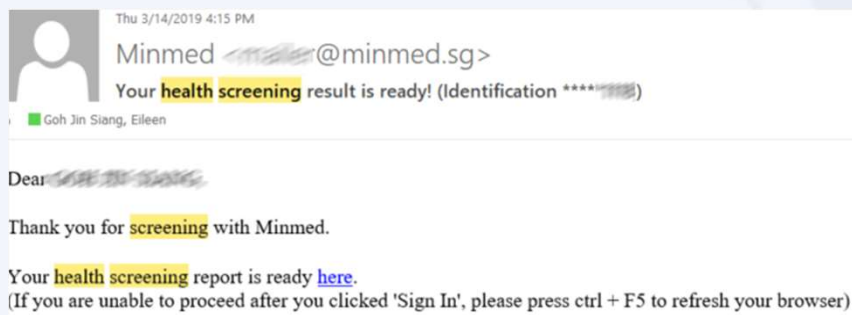 Thu 3/14/2019 4:15 PM
Minmed <mailer@minmed.sg>
Your health screening result is ready! (Identification ****)
Goh Jin Siang, Eileen
Dear
Thank you for screening with Minmed.
Your health screening report is ready here.
(If you are unable to proceed after you clicked 'Sign In', please press ctrl + F5 to refresh your browser)